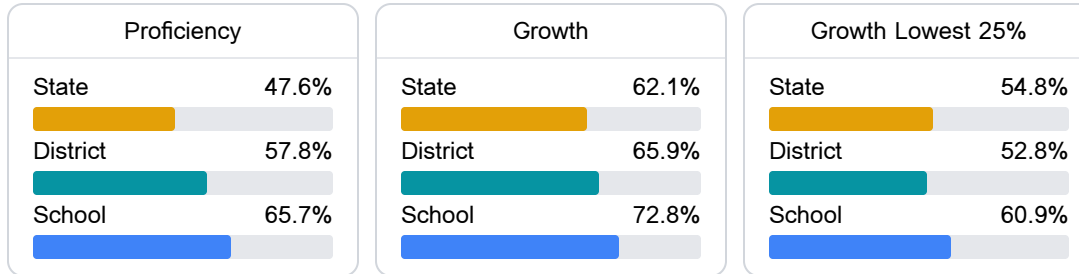 Proficiency
State 47.6%
District 57.8%
School 65.7%
Growth
State 62.1%
District 65.9%
School 72.8%
Growth Lowest 25%
State 54.8%
District 52.8%
School 60.9%